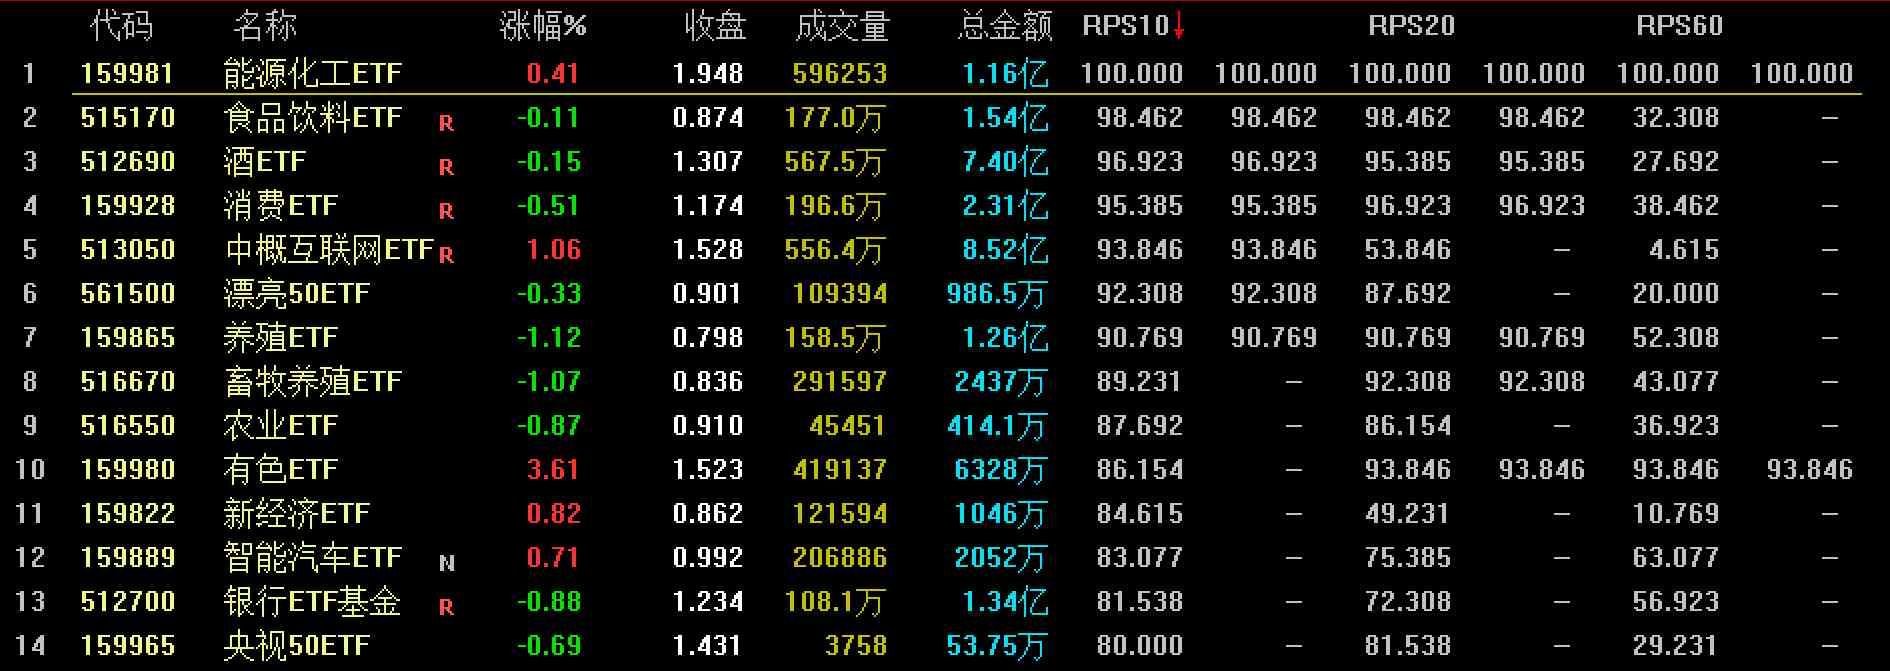 代码 名称 涨幅% 收盘 成交量 总金额 RPS10↓ RPS20 RPS60
1 159981 能源化工ETF 0.41 1.948 596253 1.16亿 100.000 100.000 100.000 100.000 100.000 100.000
2 515170 食品饮料ETF R -0.11 0.874 177.0万 1.54亿 98.462 98.462 98.462 98.462 32.308 –
3 512690 酒ETF R -0.15 1.307 567.5万 7.40亿 96.923 96.923 95.385 95.385 27.692 –
4 159928 消费ETF R -0.51 1.174 196.6万 2.31亿 95.385 95.385 96.923 96.923 38.462 –
5 513050 中概互联网ETF R 1.06 1.528 556.4万 8.52亿 93.846 93.846 53.846 – 4.615 –
6 561500 漂亮50ETF -0.33 0.901 109394 986.5万 92.308 92.308 87.692 – 20.000 –
7 159865 养殖ETF -1.12 0.798 158.5万 1.26亿 90.769 90.769 90.769 90.769 52.308 –
8 516670 畜牧养殖ETF -1.07 0.836 291597 2437万 89.231 – 92.308 92.308 43.077 –
9 516550 农业ETF -0.87 0.910 45451 414.1万 87.692 – 86.154 – 36.923 –
10 159980 有色ETF 3.61 1.523 419137 6328万 86.154 – 93.846 93.846 93.846 93.846
11 159822 新经济ETF 0.82 0.862 121594 1046万 84.615 – 49.231 – 10.769 –
12 159889 智能汽车ETF N 0.71 0.992 206886 2052万 83.077 – 75.385 – 63.077 –
13 512700 银行ETF基金 R -0.88 1.234 108.1万 1.34亿 81.538 – 72.308 – 56.923 –
14 159965 央视50ETF -0.69 1.431 3758 53.75万 80.000 – 81.538 – 29.231 –